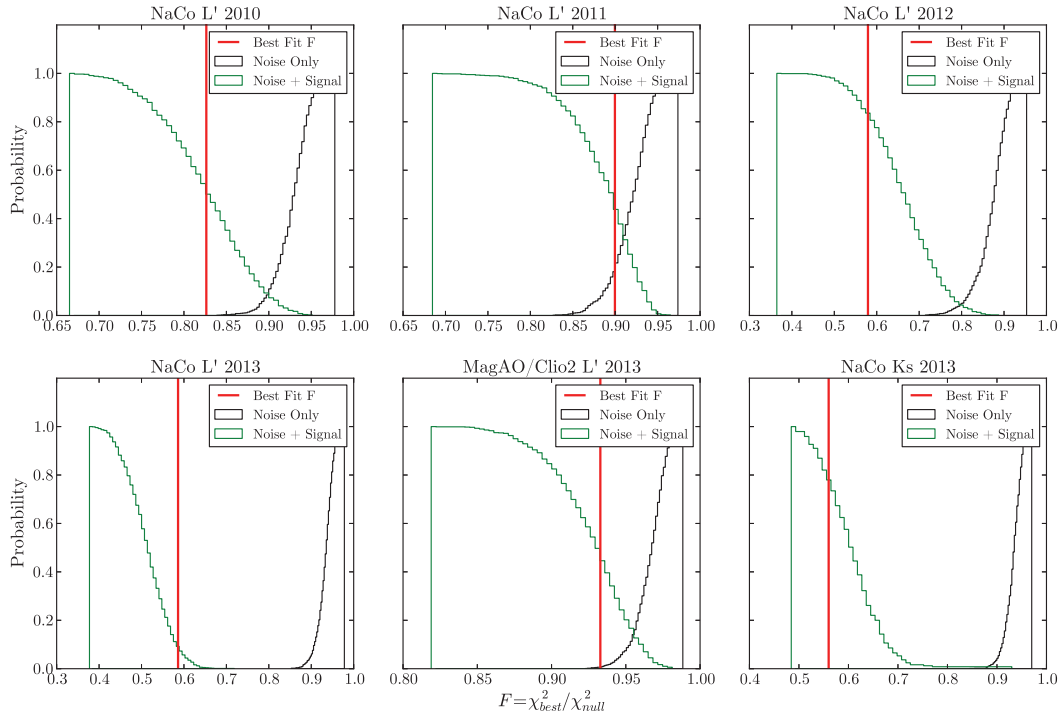 NaCo L' 2010
NaCo L' 2011
NaCo L' 2012
Best Fit F
Noise Only
Noise + Signal
Best Fit F
Noise Only
Noise + Signal
Best Fit F
Noise Only
Noise + Signal
Probability
1.0
0.8
0.6
0.4
0.2
0.0
0.65 0.70 0.75 0.80 0.85 0.90 0.95 1.00
0.65 0.70 0.75 0.80 0.85 0.90 0.95 1.00
0.3 0.4 0.5 0.6 0.7 0.8 0.9 1.0
NaCo L' 2013
MagAO/Clio2 L' 2013
NaCo Ks 2013
Best Fit F
Noise Only
Noise + Signal
Best Fit F
Noise Only
Noise + Signal
Best Fit F
Noise Only
Noise + Signal
Probability
1.0
0.8
0.6
0.4
0.2
0.0
0.3 0.4 0.5 0.6 0.7 0.8 0.9 1.0
0.80 0.85 0.90 0.95 1.00
0.4 0.5 0.6 0.7 0.8 0.9 1.0
F=χ²best/χ²null